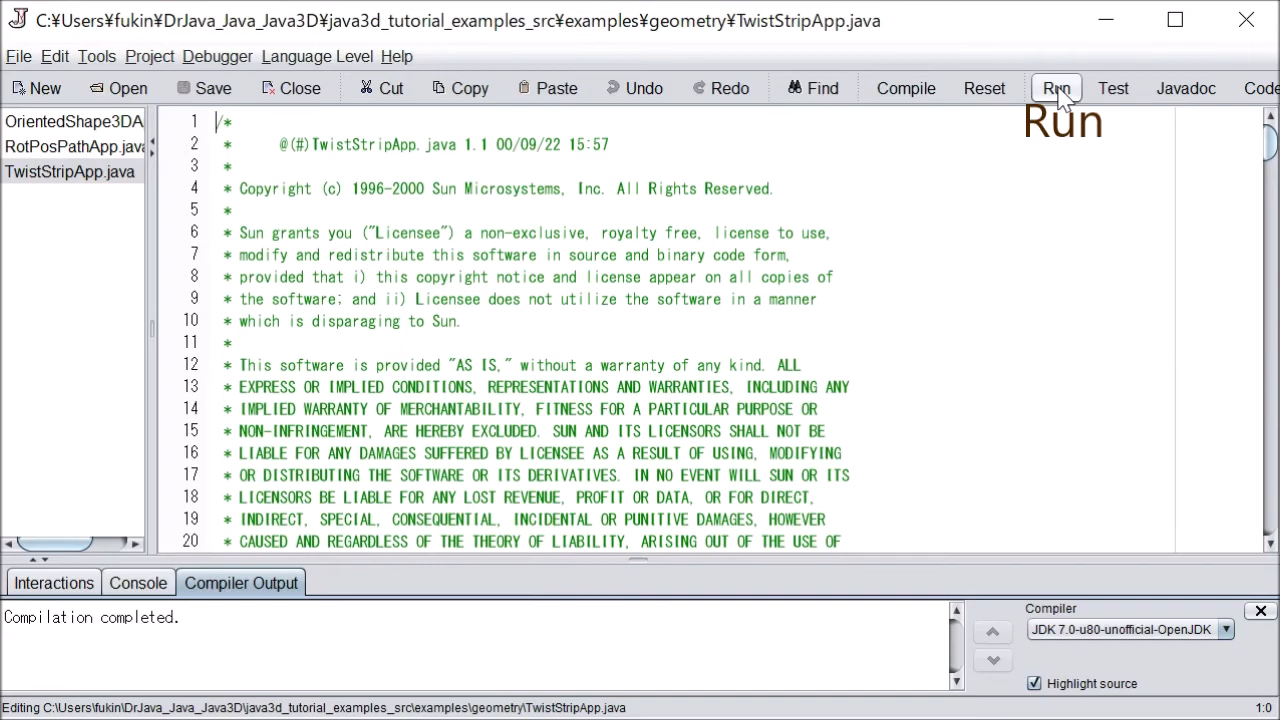 C:¥Users¥fukin¥DrJava_Java_Java3D¥java3d_tutorial_examples_src¥examples¥geometry¥TwistStripApp.java
File Edit Tools Project Debugger Language Level Help
New Open Save Close Cut Copy Paste Undo Redo Find Compile Reset Run Test Javadoc Code
Run
OrientedShape3DA
RotPosPathApp.java
TwistStripApp.java
1 /*
2 * @(#)TwistStripApp.java 1.1 00/09/22 15:57
3 *
4 * Copyright (c) 1996-2000 Sun Microsystems, Inc. All Rights Reserved.
5 *
6 * Sun grants you ("Licensee") a non-exclusive, royalty free, license to use,
7 * modify and redistribute this software in source and binary code form,
8 * provided that i) this copyright notice and license appear on all copies of
9 * the software; and ii) Licensee does not utilize the software in a manner
10 * which is disparaging to Sun.
11 *
12 * This software is provided "AS IS," without a warranty of any kind. ALL
13 * EXPRESS OR IMPLIED CONDITIONS, REPRESENTATIONS AND WARRANTIES, INCLUDING ANY
14 * IMPLIED WARRANTY OF MERCHANTABILITY, FITNESS FOR A PARTICULAR PURPOSE OR
15 * NON-INFRINGEMENT, ARE HEREBY EXCLUDED. SUN AND ITS LICENSORS SHALL NOT BE
16 * LIABLE FOR ANY DAMAGES SUFFERED BY LICENSEE AS A RESULT OF USING, MODIFYING
17 * OR DISTRIBUTING THE SOFTWARE OR ITS DERIVATIVES. IN NO EVENT WILL SUN OR ITS
18 * LICENSORS BE LIABLE FOR ANY LOST REVENUE, PROFIT OR DATA, OR FOR DIRECT,
19 * INDIRECT, SPECIAL, CONSEQUENTIAL, INCIDENTAL OR PUNITIVE DAMAGES, HOWEVER
20 * CAUSED AND REGARDLESS OF THE THEORY OF LIABILITY, ARISING OUT OF THE USE OF
Interactions Console Compiler Output
Compilation completed.
Compiler
JDK 7.0-u80-unofficial-OpenJDK
Highlight source
Editing C:\Users\fukin\DrJava_Java_Java3D\java3d_tutorial_examples_src\examples\geometry\TwistStripApp.java 1:0